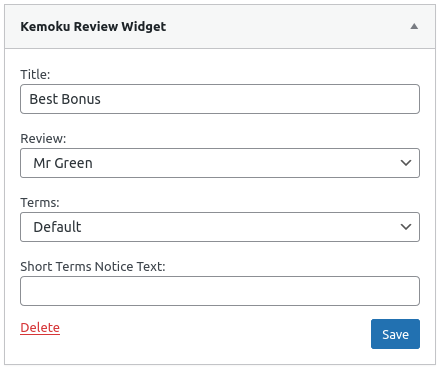 Kemoku Review Widget
Title:
Best Bonus
Review:
Mr Green
Terms:
Default
Short Terms Notice Text:
Delete
Save